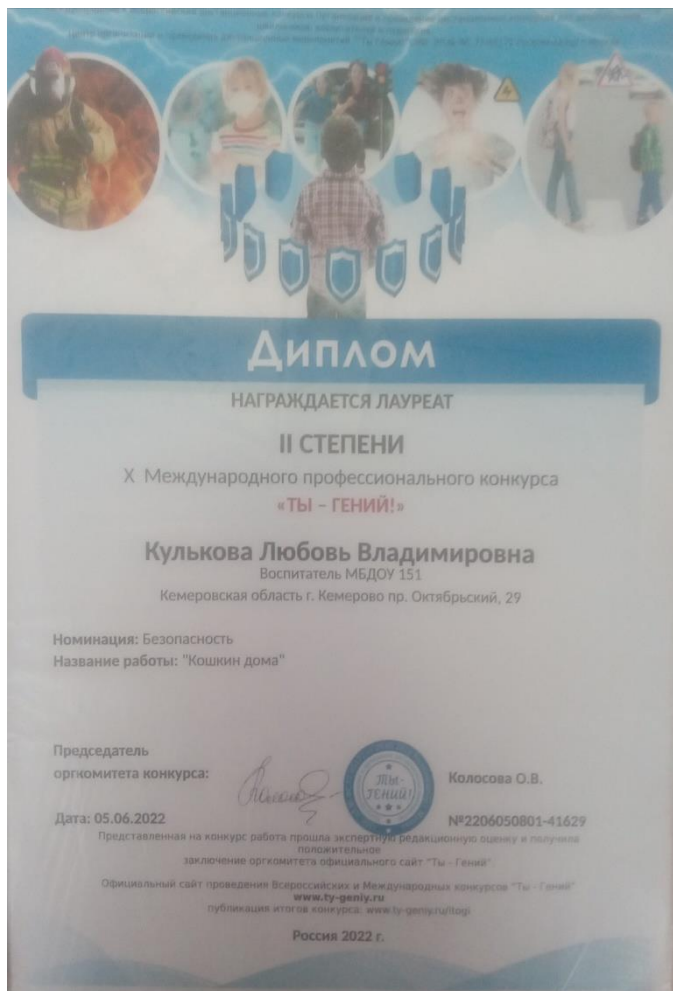 Диплом
НАГРАЖДАЕТСЯ ЛАУРЕАТ
II СТЕПЕНИ
X Международного профессионального конкурса
«ТЫ – ГЕНИЙ!»
Кулькова Любовь Владимировна
Воспитатель МБДОУ 151
Кемеровская область г. Кемерово пр. Октябрьский, 29
Номинация: Безопасность
Название работы: "Кошкин дома"
Председатель
оргкомитета конкурса:
ТЫ-
ГЕНИЙ!
Колосова О.В.
Дата: 05.06.2022
№2206050801-41629
Представленная на конкурс работа прошла экспертную редакционную оценку и получила
положительное
заключение оргкомитета официального сайт "Ты - Гений"
Официальный сайт проведения Всероссийских и Международных конкурсов "Ты - Гений"
www.ty-geniy.ru
публикация итогов конкурса: www.ty-geniy.ru/itogi
Россия 2022 г.